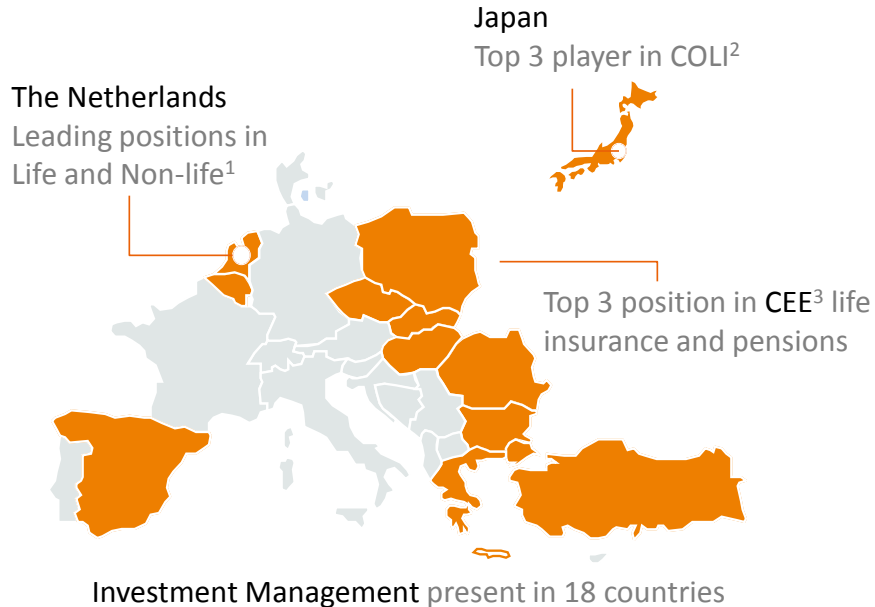 Japan
Top 3 player in COLI²
The Netherlands
Leading positions in
Life and Non-life¹
Top 3 position in CEE³ life
insurance and pensions
Investment Management present in 18 countries